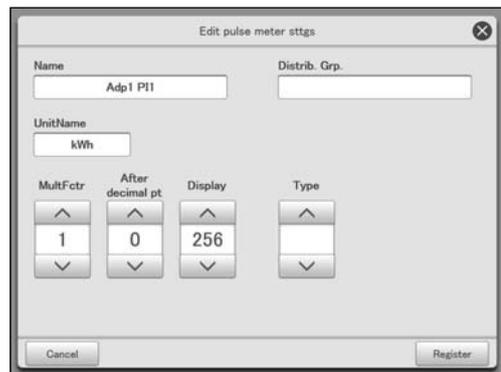 Edit pulse meter sttgs
Name
Distrib. Grp.
Adp1 PI1
UnitName
kWh
MultFctr
After
decimal pt
Display
Type
1
0
256
Cancel
Register